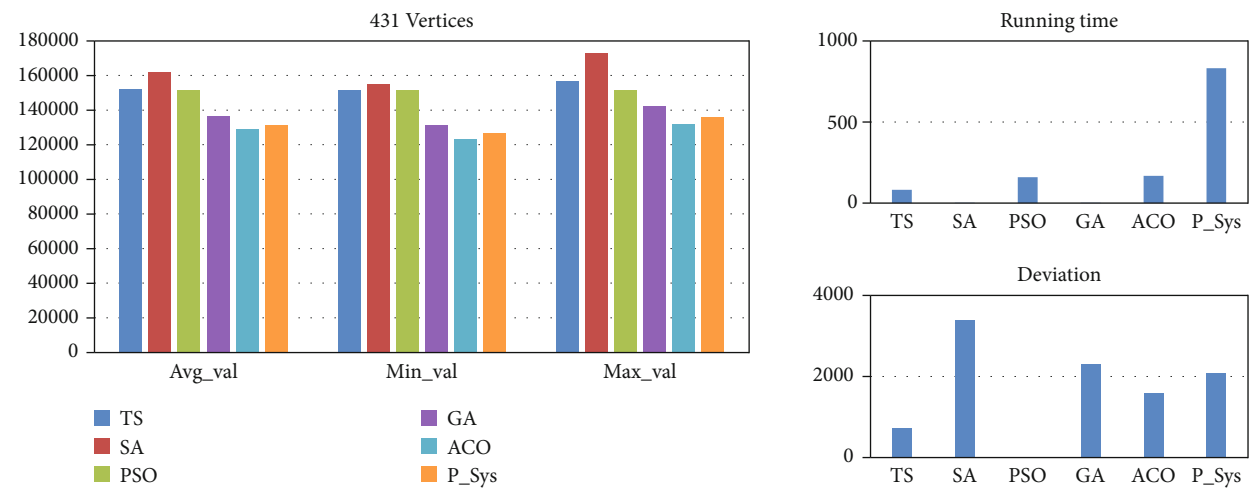 431 Vertices
180000
160000
140000
120000
100000
80000
60000
40000
20000
0
Avg_val Min_val Max_val
TS
SA
PSO
GA
ACO
P_Sys
Running time
1000
500
0
TS SA PSO GA ACO P_Sys
Deviation
4000
2000
0
TS SA PSO GA ACO P_Sys